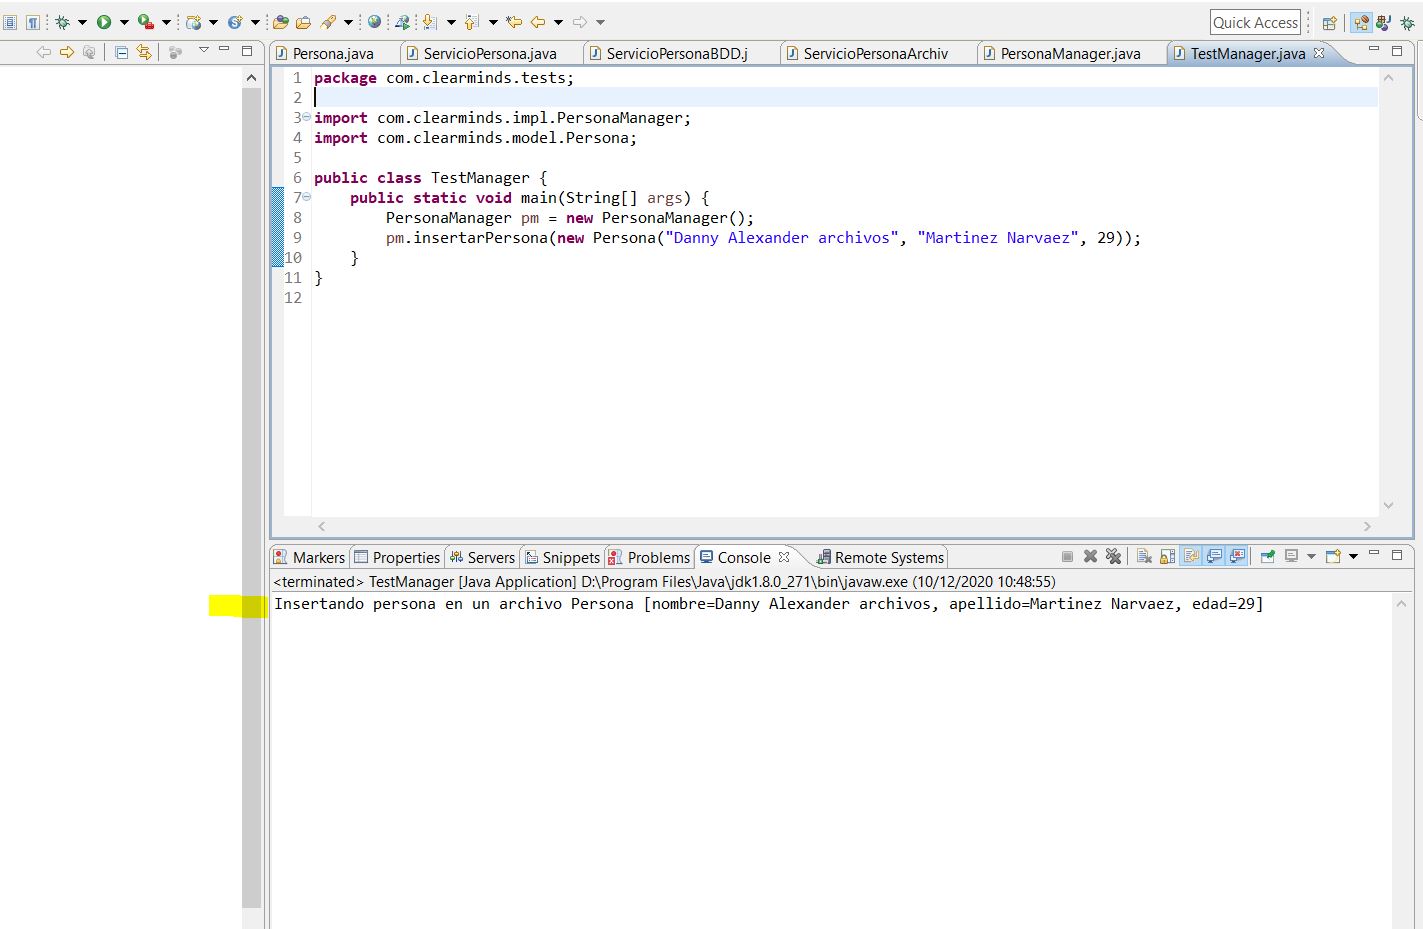 Quick Access
Persona.java
ServicioPersona.java
ServicioPersonaBDD.j
ServicioPersonaArchiv
PersonaManager.java
TestManager.java
1 package com.clearminds.tests;
2
3 import com.clearminds.impl.PersonaManager;
4 import com.clearminds.model.Persona;
5
6 public class TestManager {
7 public static void main(String[] args) {
8 PersonaManager pm = new PersonaManager();
9 pm.insertarPersona(new Persona("Danny Alexander archivos", "Martinez Narvaez", 29));
10 }
11 }
12
Markers
Properties
Servers
Snippets
Problems
Console
Remote Systems
<terminated> TestManager [Java Application] D:\Program Files\Java\jdk1.8.0_271\bin\javaw.exe (10/12/2020 10:48:55)
Insertando persona en un archivo Persona [nombre=Danny Alexander archivos, apellido=Martinez Narvaez, edad=29]